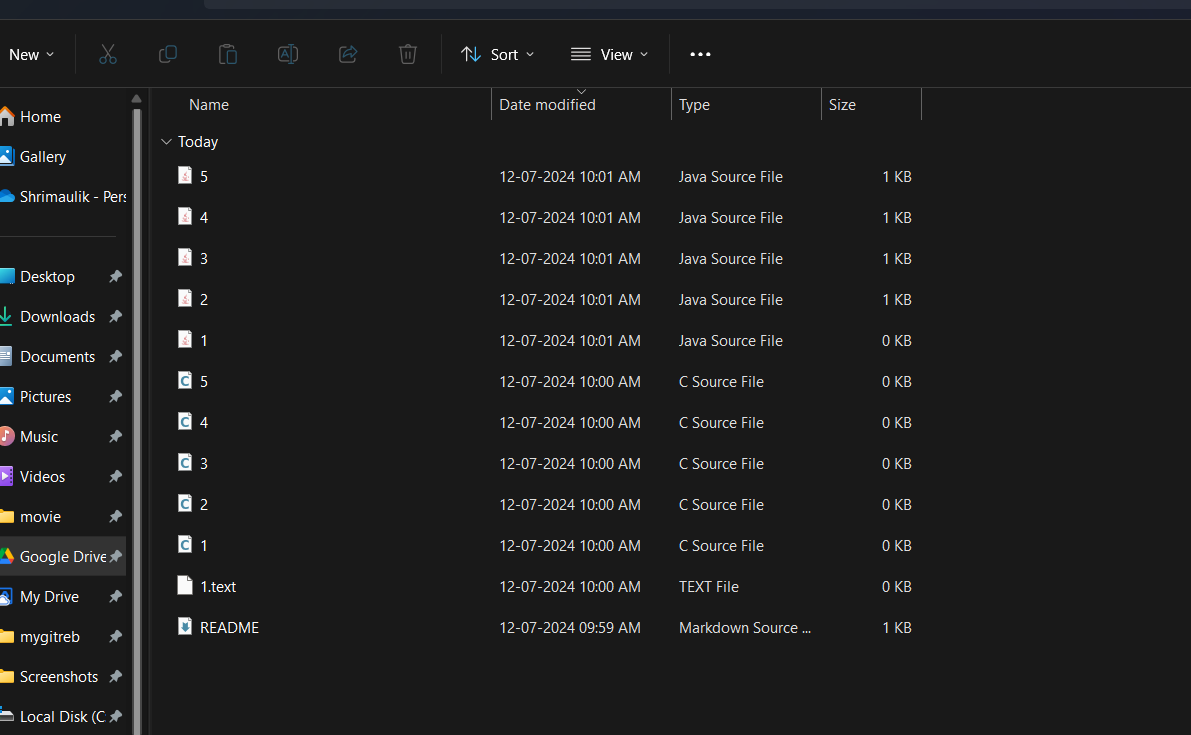 New Sort View
Name Date modified Type Size
Home
Gallery
Shrimaulik - Pers
Desktop
Downloads
Documents
Pictures
Music
Videos
movie
Google Drive
My Drive
mygitreb
Screenshots
Local Disk (C
Today
5 12-07-2024 10:01 AM Java Source File 1 KB
4 12-07-2024 10:01 AM Java Source File 1 KB
3 12-07-2024 10:01 AM Java Source File 1 KB
2 12-07-2024 10:01 AM Java Source File 1 KB
1 12-07-2024 10:01 AM Java Source File 0 KB
C 5 12-07-2024 10:00 AM C Source File 0 KB
C 4 12-07-2024 10:00 AM C Source File 0 KB
C 3 12-07-2024 10:00 AM C Source File 0 KB
C 2 12-07-2024 10:00 AM C Source File 0 KB
C 1 12-07-2024 10:00 AM C Source File 0 KB
1.text 12-07-2024 10:00 AM TEXT File 0 KB
README 12-07-2024 09:59 AM Markdown Source ... 1 KB